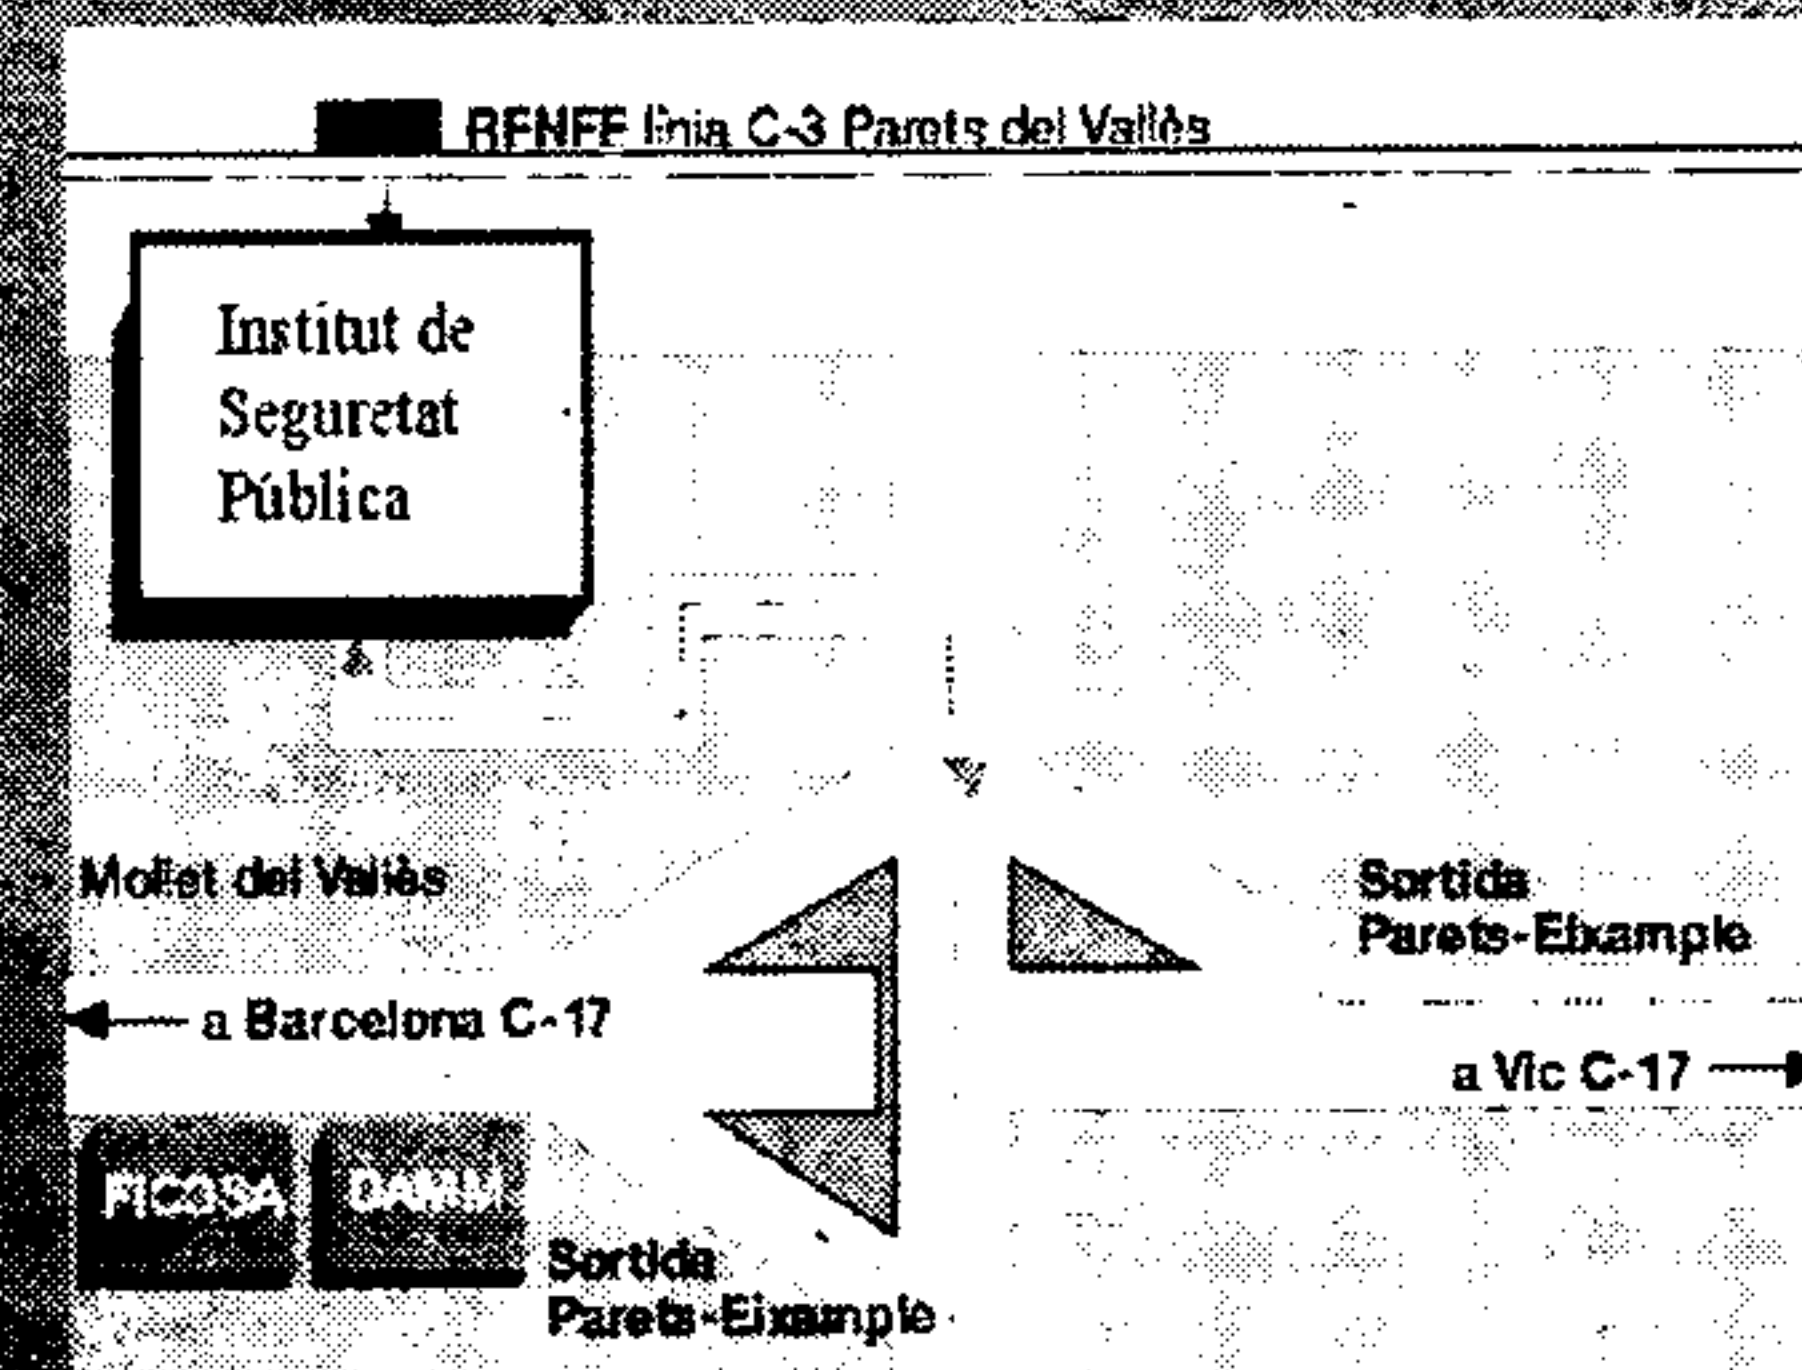 RENFE línia C-3 Parets del Vallès
Institut de
Seguretat
Pública
Mollet del Vallès
Sortida
Parets-Eixample
a Barcelona C-17
a Vic C-17
FICOSA
DAMM
Sortida
Parets-Eixample